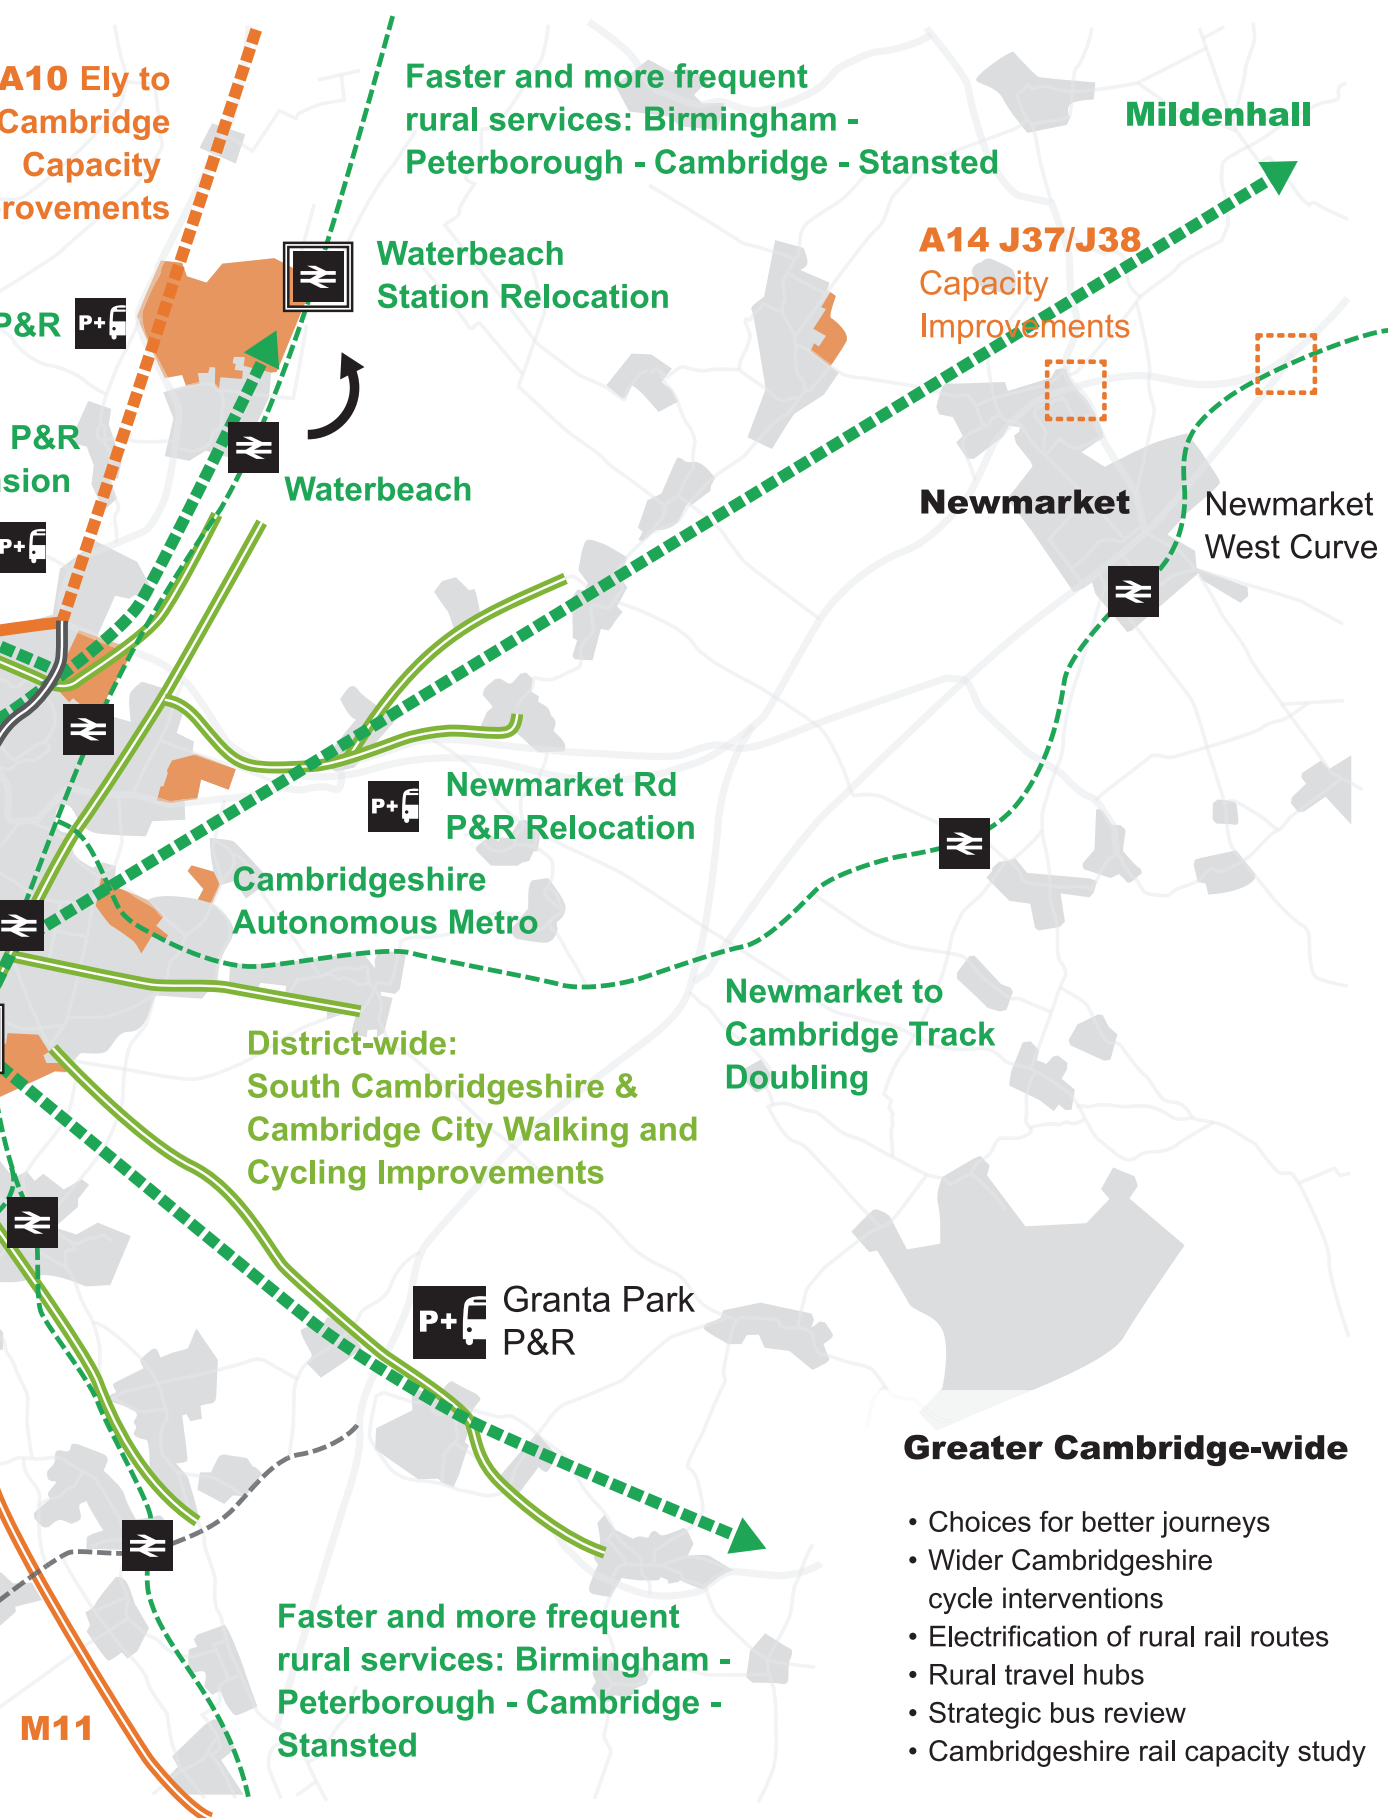 A10 Ely to
Cambridge
Capacity
rovements
Faster and more frequent
rural services: Birmingham -
Peterborough - Cambridge - Stansted
Mildenhall
Waterbeach
Station Relocation
A14 J37/J38
Capacity
Improvements
P&R
P+
P&R
nsion
P+
Waterbeach
Newmarket
Newmarket
West Curve
P+
Newmarket Rd
P&R Relocation
Cambridgeshire
Autonomous Metro
Newmarket to
Cambridge Track
Doubling
District-wide:
South Cambridgeshire &
Cambridge City Walking and
Cycling Improvements
P+
Granta Park
P&R
Greater Cambridge-wide
• Choices for better journeys
• Wider Cambridgeshire
cycle interventions
• Electrification of rural rail routes
• Rural travel hubs
• Strategic bus review
• Cambridgeshire rail capacity study
Faster and more frequent
rural services: Birmingham -
Peterborough - Cambridge -
Stansted
M11